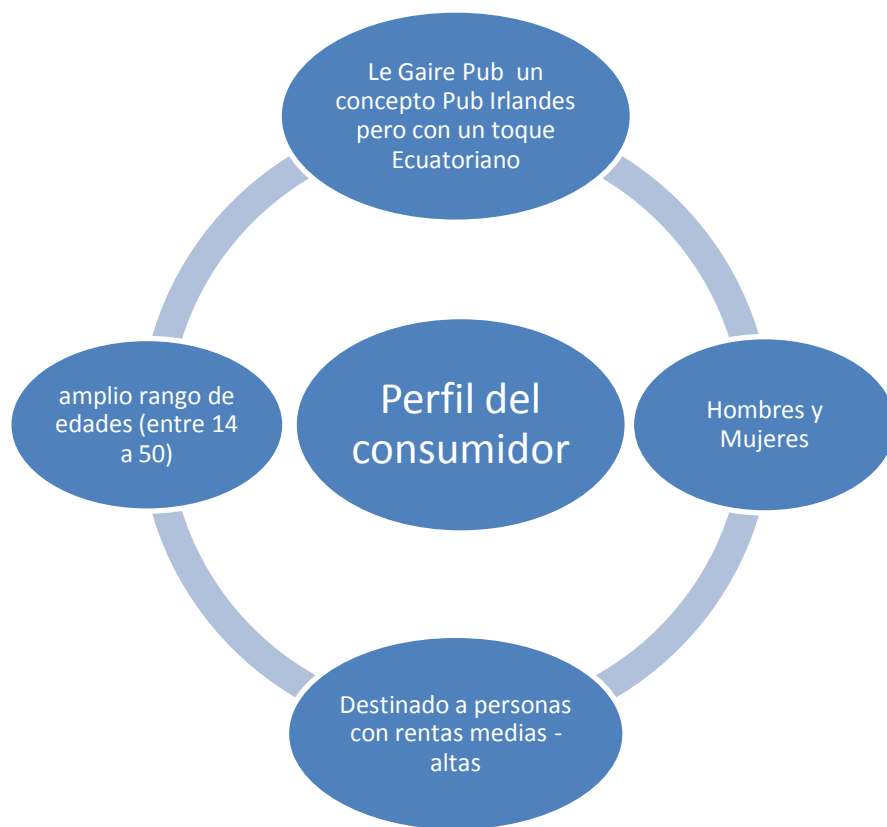 Le Gaire Pub  un
concepto Pub Irlandes
pero con un toque
Ecuatoriano
amplio rango de
edades (entre 14
a 50)
Perfil del
consumidor
Hombres y
Mujeres
Destinado a personas
con rentas medias -
altas